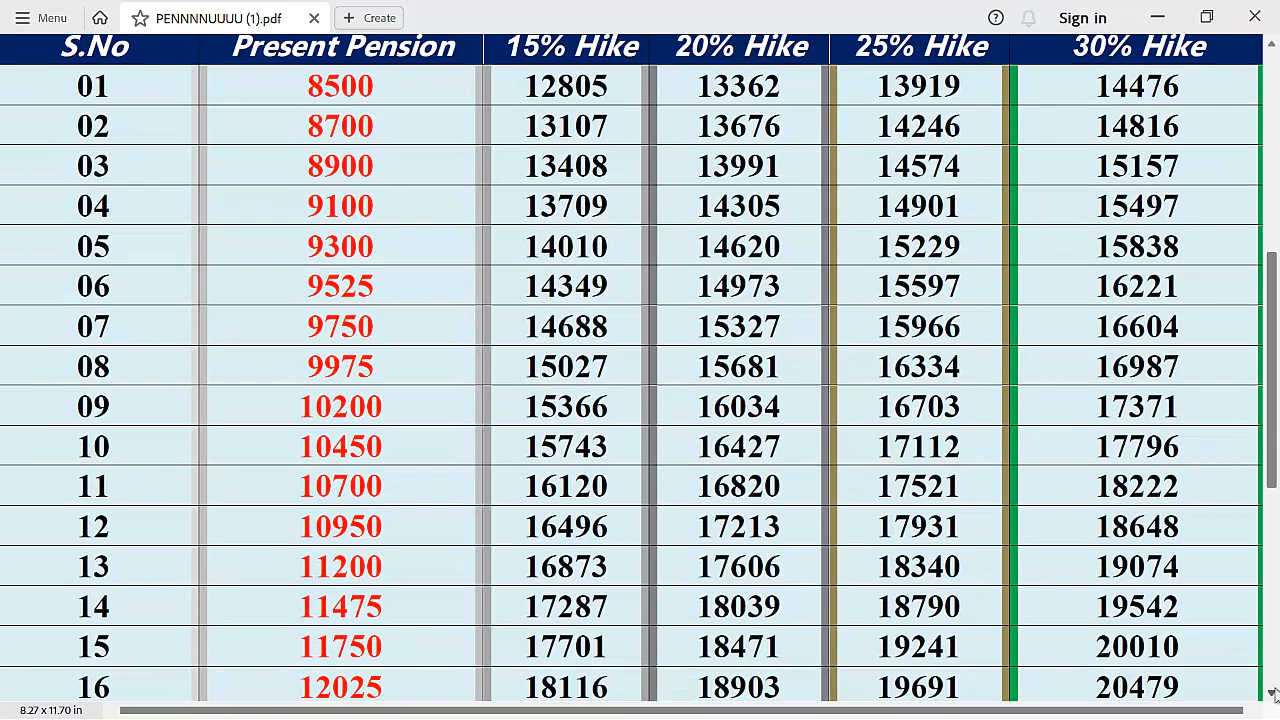 Menu PENNNNUUUU (1).pdf Create Sign in
S.No Present Pension 15% Hike 20% Hike 25% Hike 30% Hike
01 8500 12805 13362 13919 14476
02 8700 13107 13676 14246 14816
03 8900 13408 13991 14574 15157
04 9100 13709 14305 14901 15497
05 9300 14010 14620 15229 15838
06 9525 14349 14973 15597 16221
07 9750 14688 15327 15966 16604
08 9975 15027 15681 16334 16987
09 10200 15366 16034 16703 17371
10 10450 15743 16427 17112 17796
11 10700 16120 16820 17521 18222
12 10950 16496 17213 17931 18648
13 11200 16873 17606 18340 19074
14 11475 17287 18039 18790 19542
15 11750 17701 18471 19241 20010
16 12025 18116 18903 19691 20479
8.27 x 11.70 in